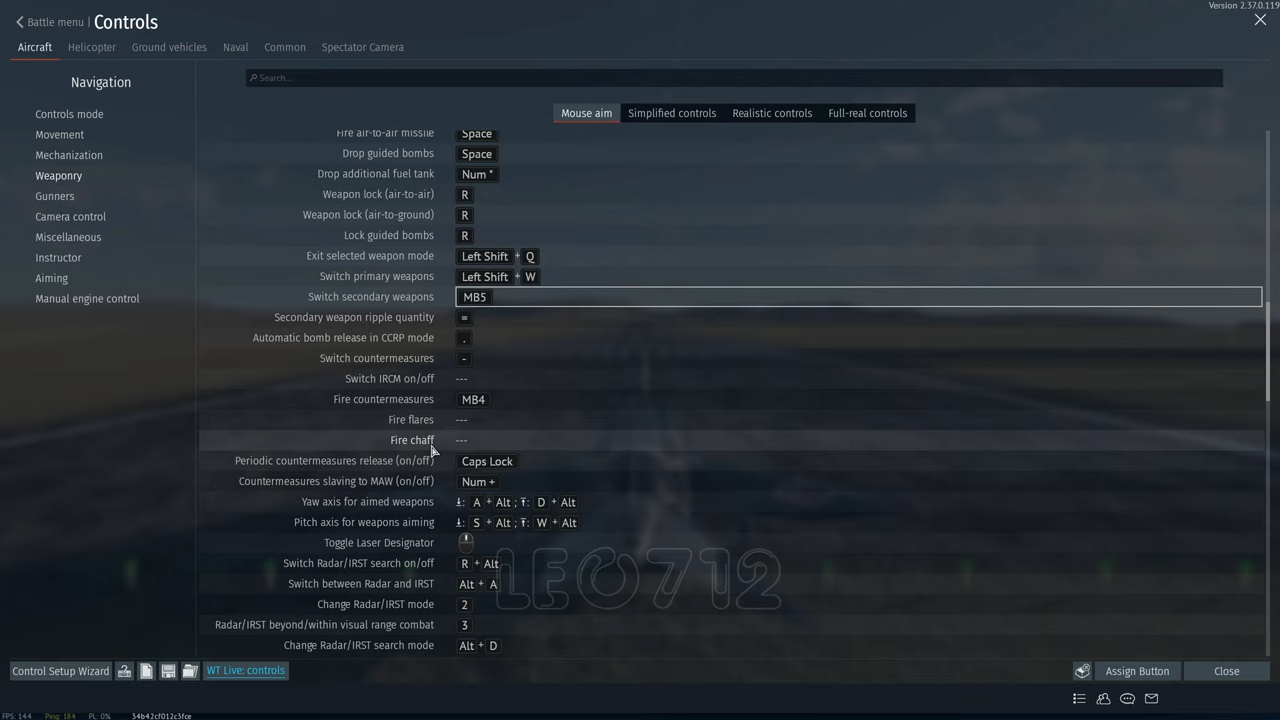 Version 2.37.0.119
Battle menu | Controls
Aircraft Helicopter Ground vehicles Naval Common Spectator Camera
Navigation
Search...
Controls mode
Movement
Mechanization
Weaponry
Gunners
Camera control
Miscellaneous
Instructor
Aiming
Manual engine control
Mouse aim Simplified controls Realistic controls Full-real controls
Fire air-to-air missile Space
Drop guided bombs Space
Drop additional fuel tank Num *
Weapon lock (air-to-air) R
Weapon lock (air-to-ground) R
Lock guided bombs R
Exit selected weapon mode Left Shift + Q
Switch primary weapons Left Shift + W
Switch secondary weapons MB5
Secondary weapon ripple quantity =
Automatic bomb release in CCRP mode .
Switch countermeasures -
Switch IRCM on/off ---
Fire countermeasures MB4
Fire flares ---
Fire chaff ---
Periodic countermeasures release (on/off) Caps Lock
Countermeasures slaving to MAW (on/off) Num +
Yaw axis for aimed weapons ↓: A + Alt ; ↑: D + Alt
Pitch axis for weapons aiming ↓: S + Alt ; ↑: W + Alt
Toggle Laser Designator
Switch Radar/IRST search on/off R + Alt
Switch between Radar and IRST Alt + A
Change Radar/IRST mode 2
Radar/IRST beyond/within visual range combat 3
Change Radar/IRST search mode Alt + D
LEO712
Control Setup Wizard WT Live: controls Assign Button Close
FPS: 144 Ping: 184 PL: 0% 34b42cf012c3fce